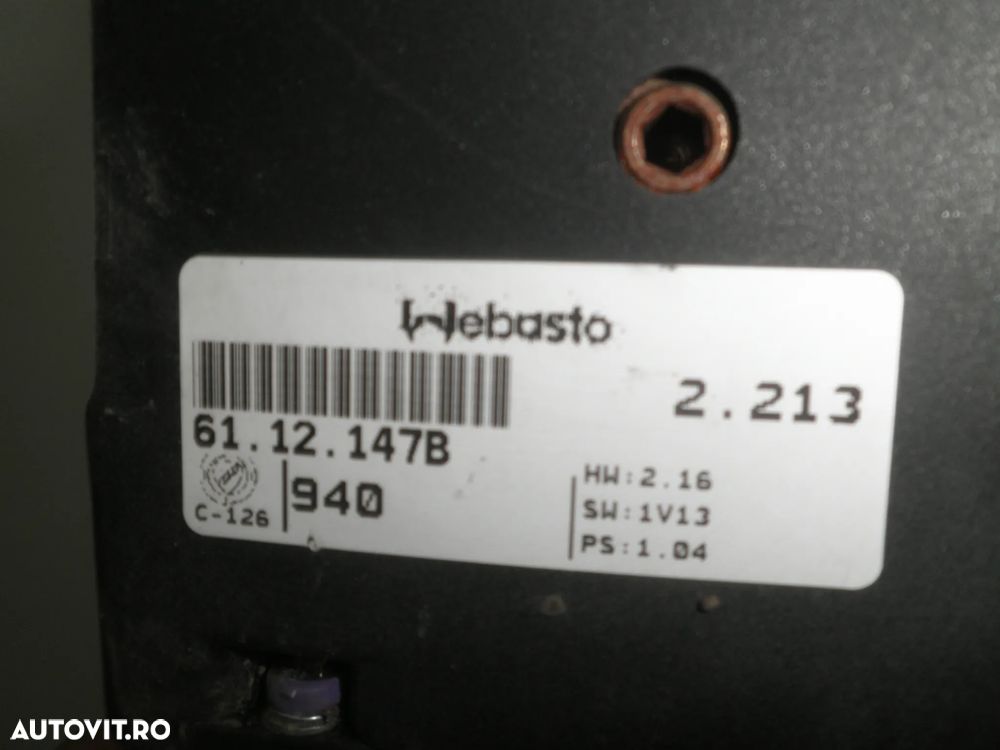 Webasto
2.213
61.12.147B
940
C-126
HW:2.16
SW:1V13
PS:1.04
AUTOVIT.RO